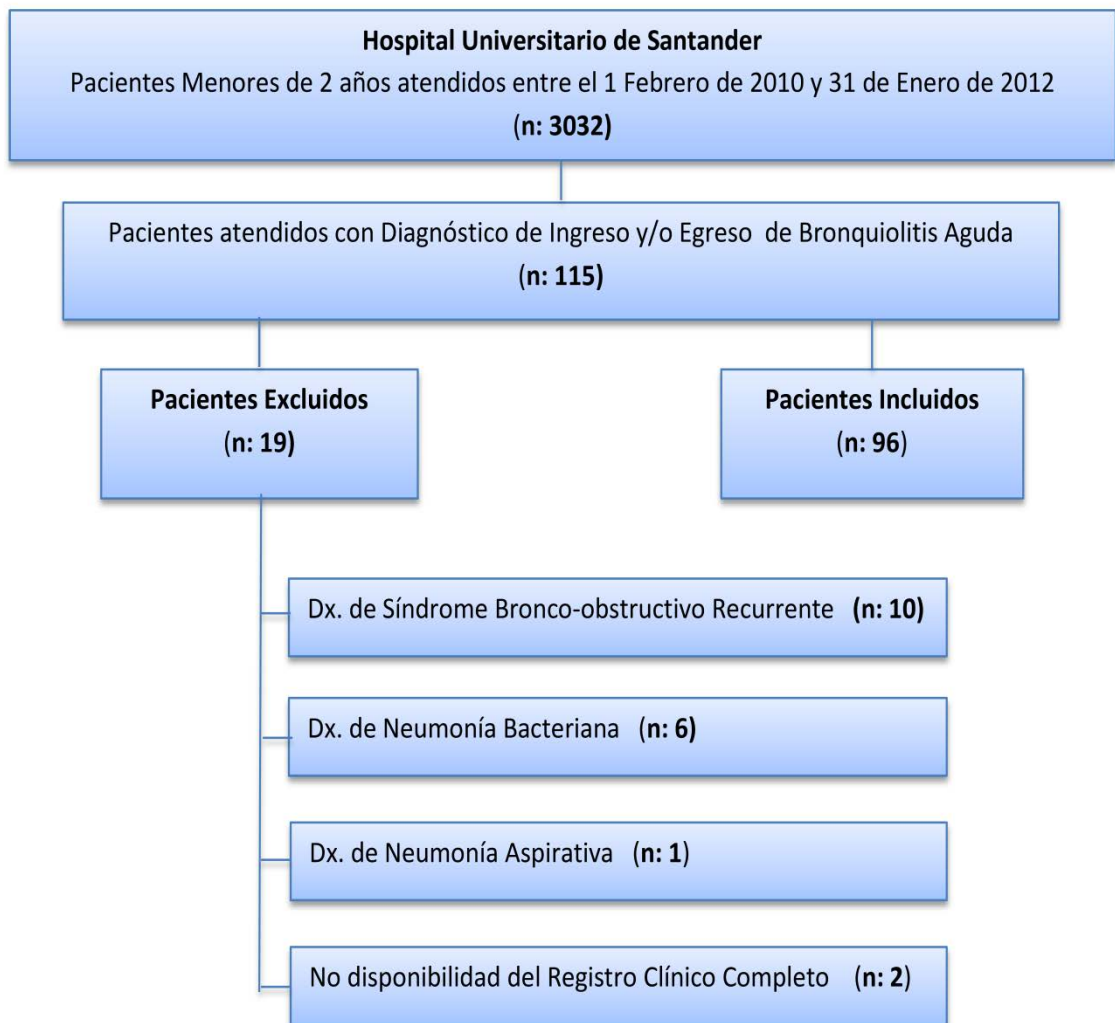 Hospital Universitario de Santander
Pacientes Menores de 2 años atendidos entre el 1 Febrero de 2010 y 31 de Enero de 2012
(n: 3032)
Pacientes atendidos con Diagnóstico de Ingreso y/o Egreso de Bronquiolitis Aguda
(n: 115)
Pacientes Excluidos
(n: 19)
Pacientes Incluidos
(n: 96)
Dx. de Síndrome Bronco-obstructivo Recurrente (n: 10)
Dx. de Neumonía Bacteriana (n: 6)
Dx. de Neumonía Aspirativa (n: 1)
No disponibilidad del Registro Clínico Completo (n: 2)